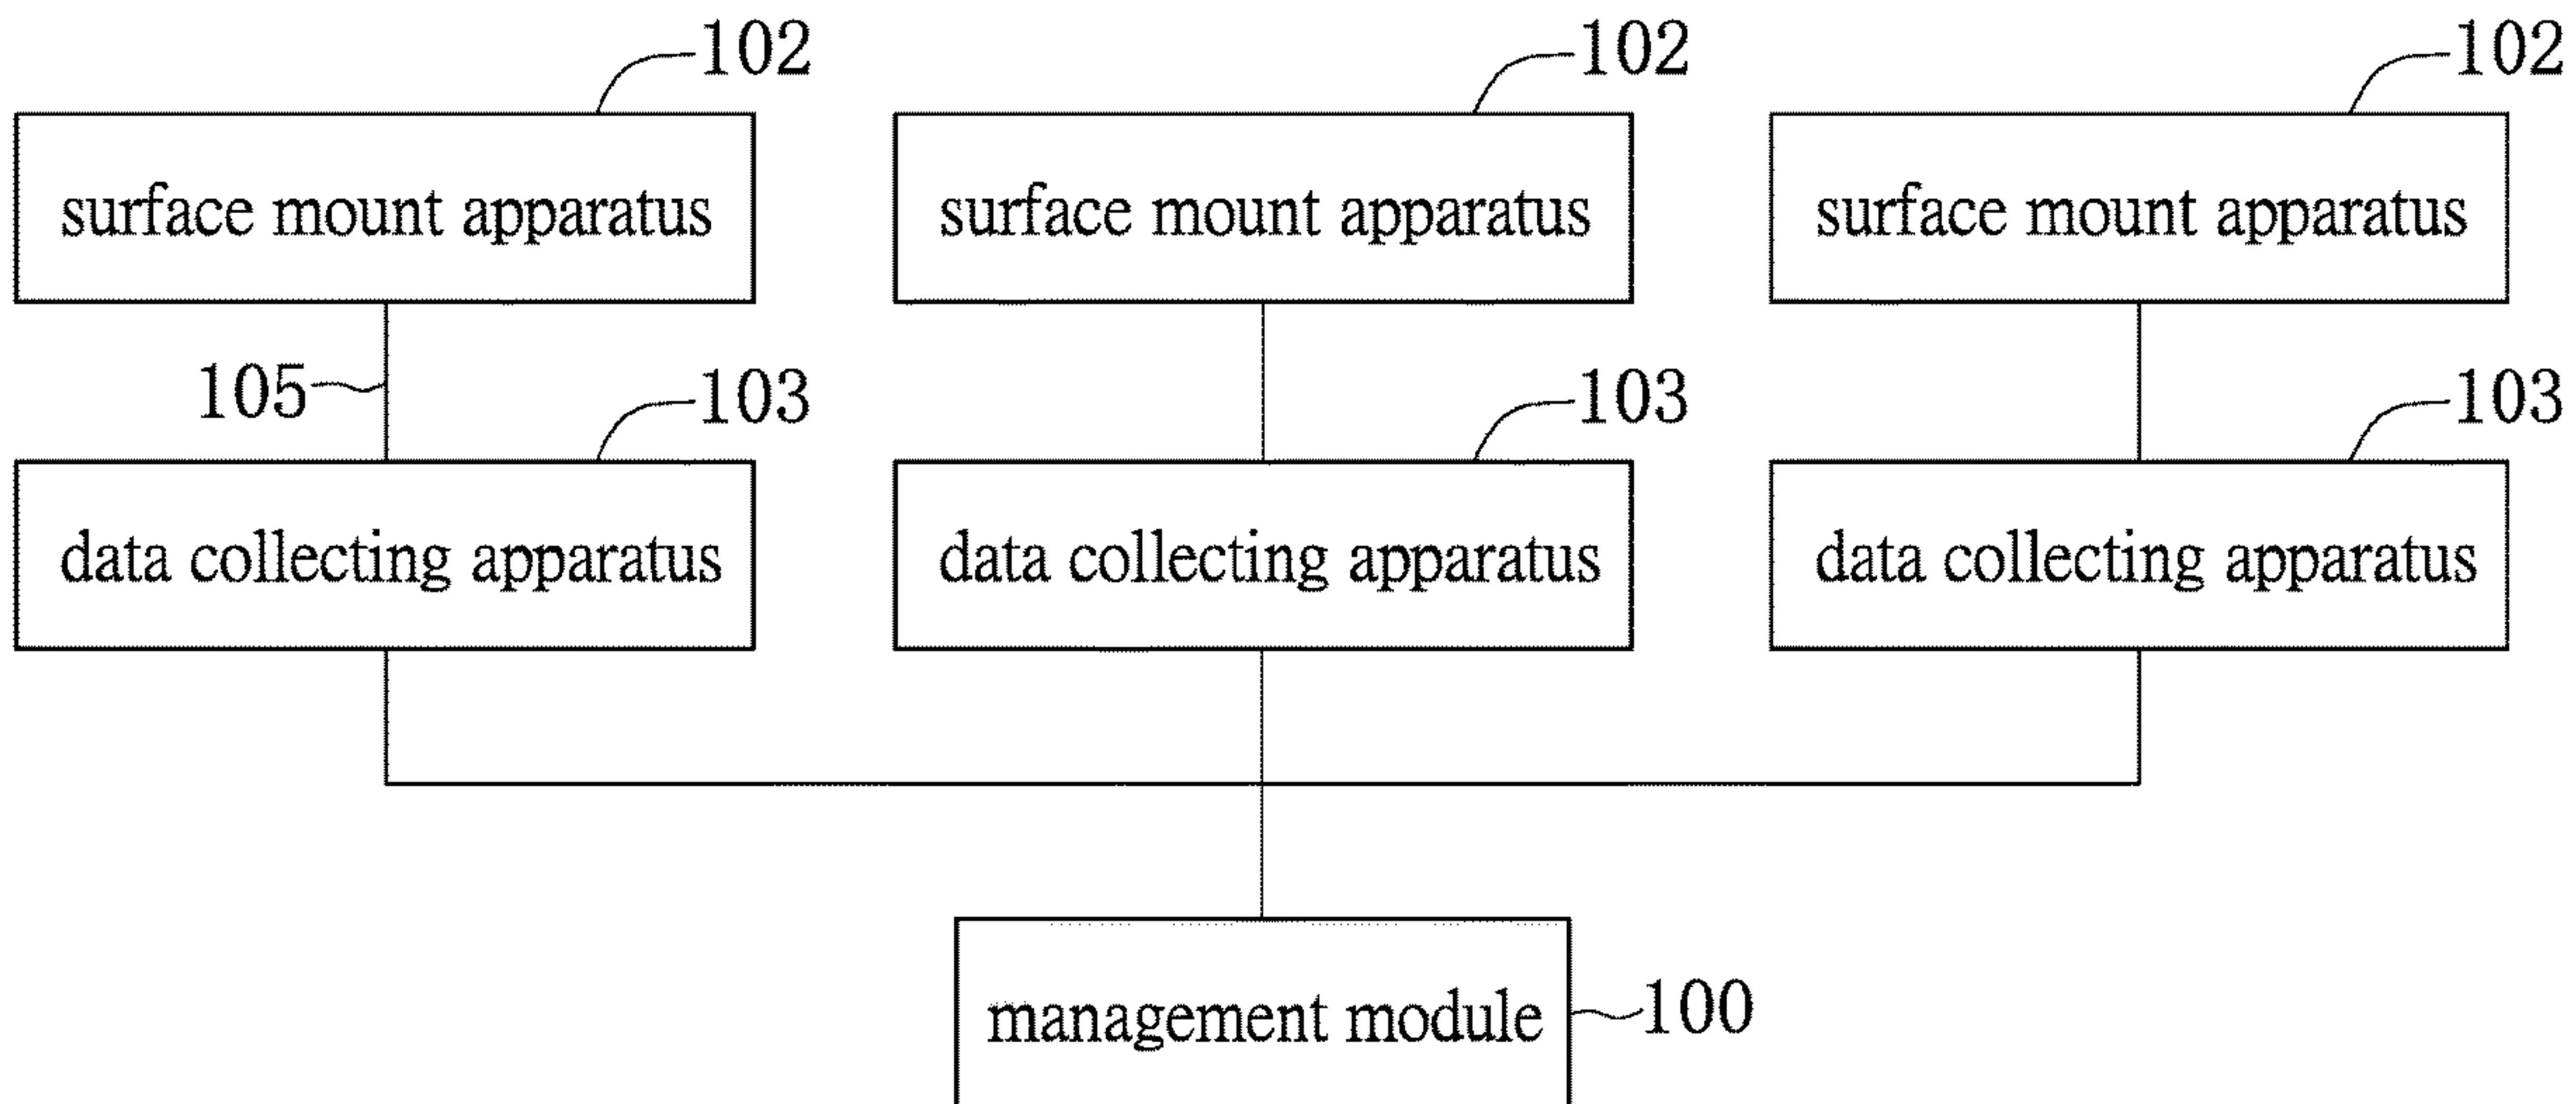 102 102 102
surface mount apparatus surface mount apparatus surface mount apparatus
105 103 103 103
data collecting apparatus data collecting apparatus data collecting apparatus
management module 100